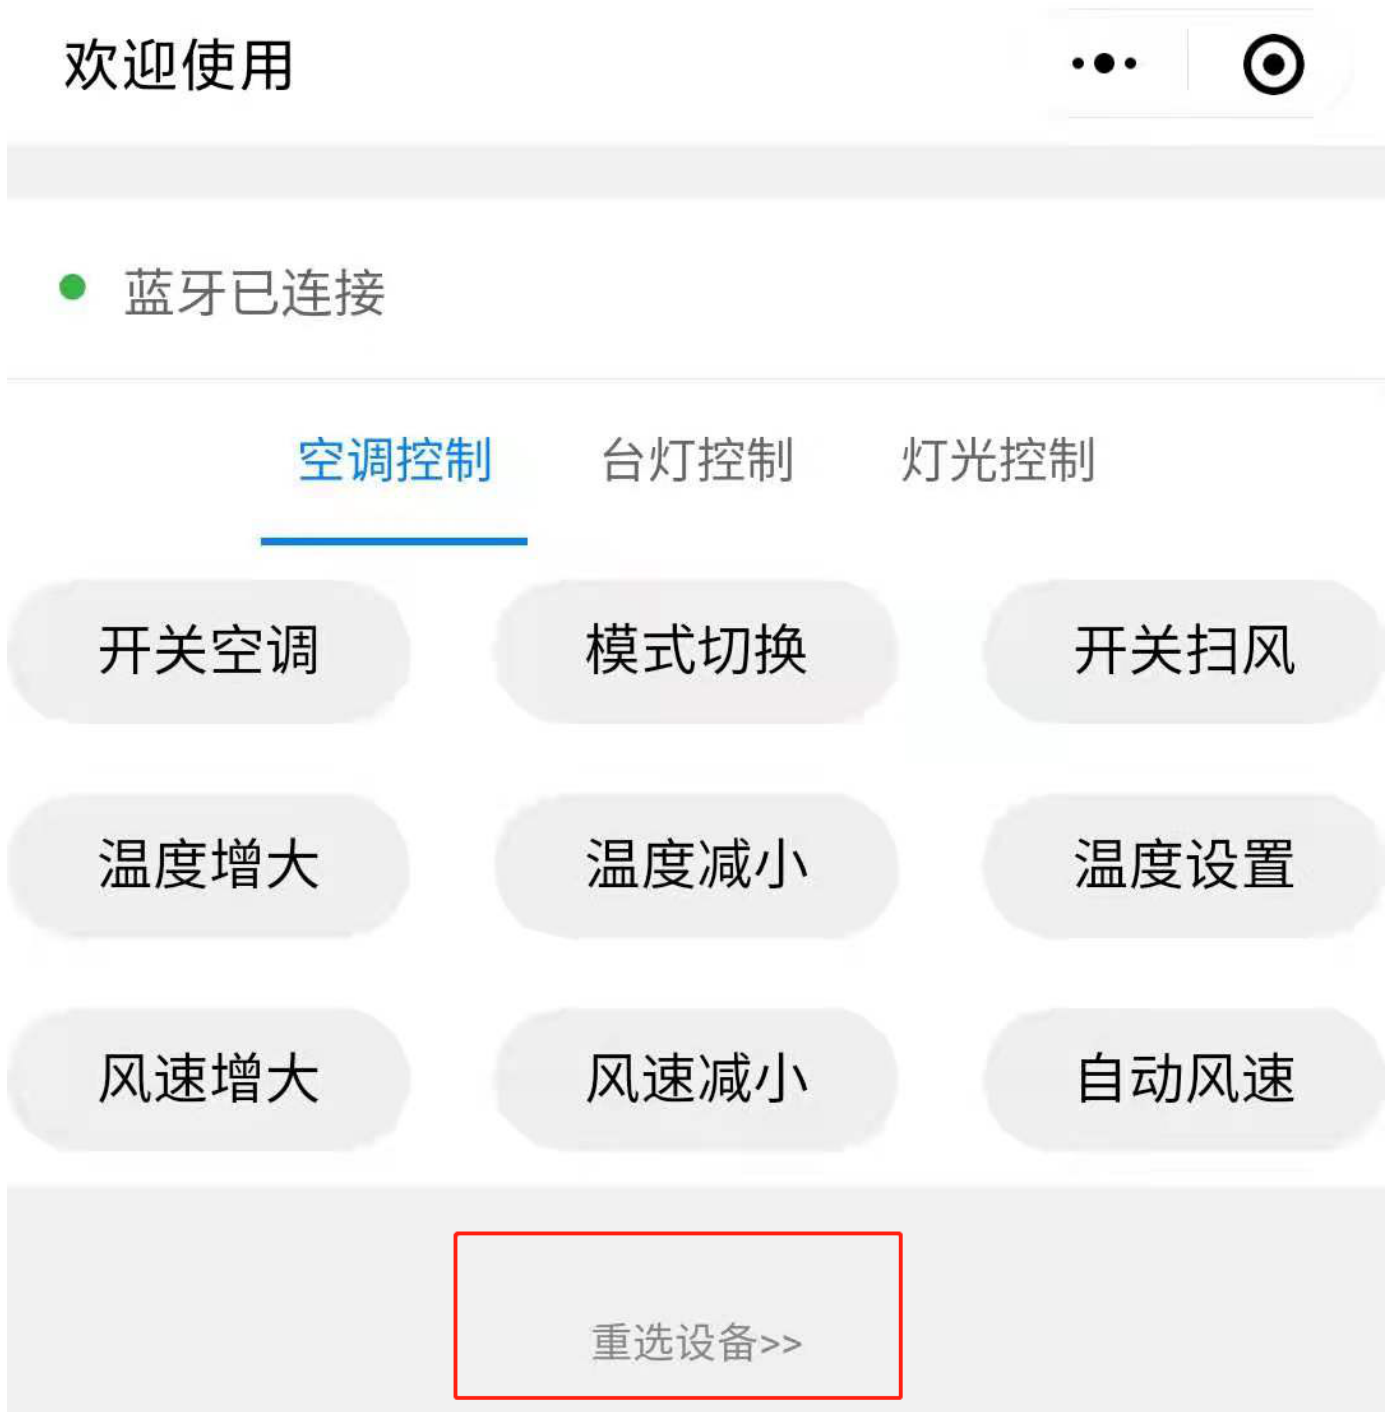 欢迎使用
蓝牙已连接
空调控制 台灯控制 灯光控制
开关空调 模式切换 开关扫风
温度增大 温度减小 温度设置
风速增大 风速减小 自动风速
重选设备>>